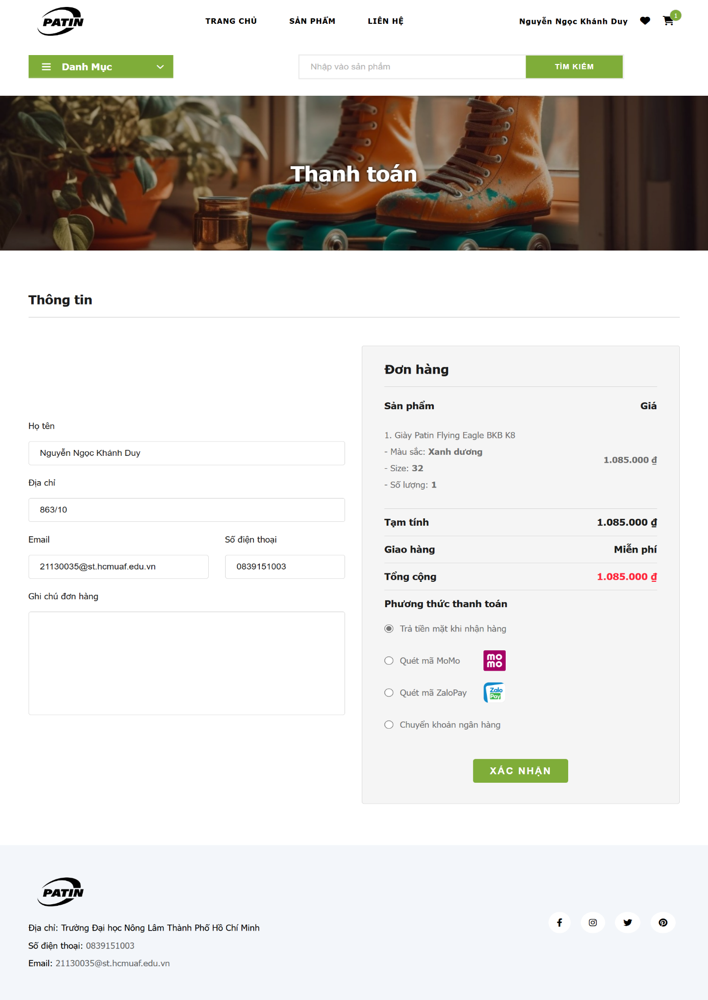 PATIN
TRANG CHỦ
SẢN PHẨM
LIÊN HỆ
Nguyễn Ngọc Khánh Duy
1
Danh Mục
Nhập vào sản phẩm
TÌM KIẾM
Thanh toán
Thông tin
Họ tên
Nguyễn Ngọc Khánh Duy
Địa chỉ
863/10
Email
Số điện thoại
21130035@st.hcmuaf.edu.vn
0839151003
Ghi chú đơn hàng
Đơn hàng
Sản phẩm
Giá
1. Giày Patin Flying Eagle BKB K8
- Màu sắc: Xanh dương
- Size: 32
- Số lượng: 1
1.085.000 ₫
Tạm tính
1.085.000 ₫
Giao hàng
Miễn phí
Tổng cộng
1.085.000 ₫
Phương thức thanh toán
Trả tiền mặt khi nhận hàng
Quét mã MoMo
mo
mo
Quét mã ZaloPay
Zalo
Pay
Chuyển khoản ngân hàng
XÁC NHẬN
PATIN
Địa chỉ: Trường Đại học Nông Lâm Thành Phố Hồ Chí Minh
Số điện thoại: 0839151003
Email: 21130035@st.hcmuaf.edu.vn